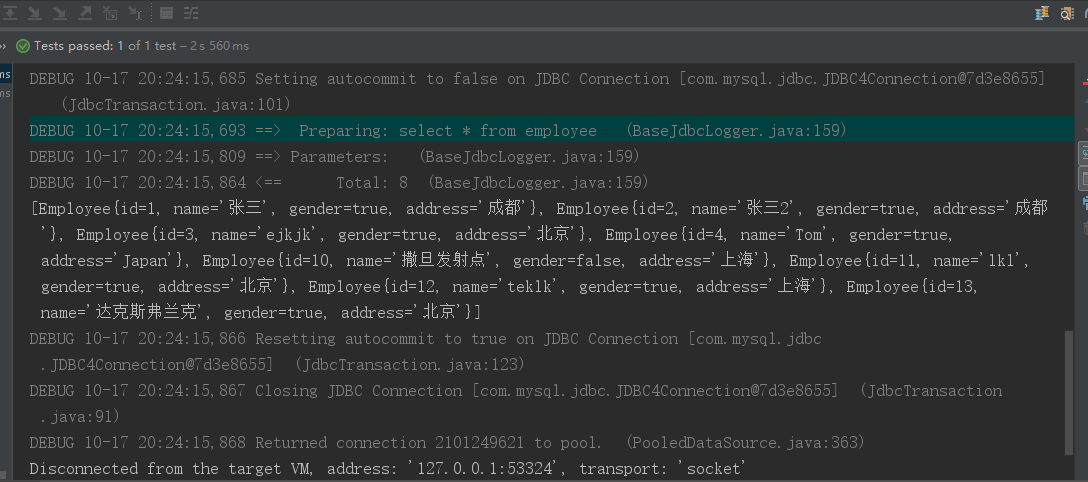 Tests passed: 1 of 1 test – 2 s 560 ms
ms
DEBUG 10-17 20:24:15,685 Setting autocommit to false on JDBC Connection [com.mysql.jdbc.JDBC4Connection@7d3e8655]
ms
(JdbcTransaction.java:101)
DEBUG 10-17 20:24:15,693 ==>  Preparing: select * from employee   (BaseJdbcLogger.java:159)
DEBUG 10-17 20:24:15,809 ==> Parameters:   (BaseJdbcLogger.java:159)
DEBUG 10-17 20:24:15,864 <==      Total: 8  (BaseJdbcLogger.java:159)
[Employee{id=1, name='张三', gender=true, address='成都'}, Employee{id=2, name='张三2', gender=true, address='成都
'}, Employee{id=3, name='ejkjk', gender=true, address='北京'}, Employee{id=4, name='Tom', gender=true,
address='Japan'}, Employee{id=10, name='撒旦发射点', gender=false, address='上海'}, Employee{id=11, name='lkl',
gender=true, address='北京'}, Employee{id=12, name='teklk', gender=true, address='上海'}, Employee{id=13,
name='达克斯弗兰克', gender=true, address='北京'}]
DEBUG 10-17 20:24:15,866 Resetting autocommit to true on JDBC Connection [com.mysql.jdbc
.JDBC4Connection@7d3e8655]  (JdbcTransaction.java:123)
DEBUG 10-17 20:24:15,867 Closing JDBC Connection [com.mysql.jdbc.JDBC4Connection@7d3e8655]  (JdbcTransaction
.java:91)
DEBUG 10-17 20:24:15,868 Returned connection 2101249621 to pool.  (PooledDataSource.java:363)
Disconnected from the target VM, address: '127.0.0.1:53324', transport: 'socket'